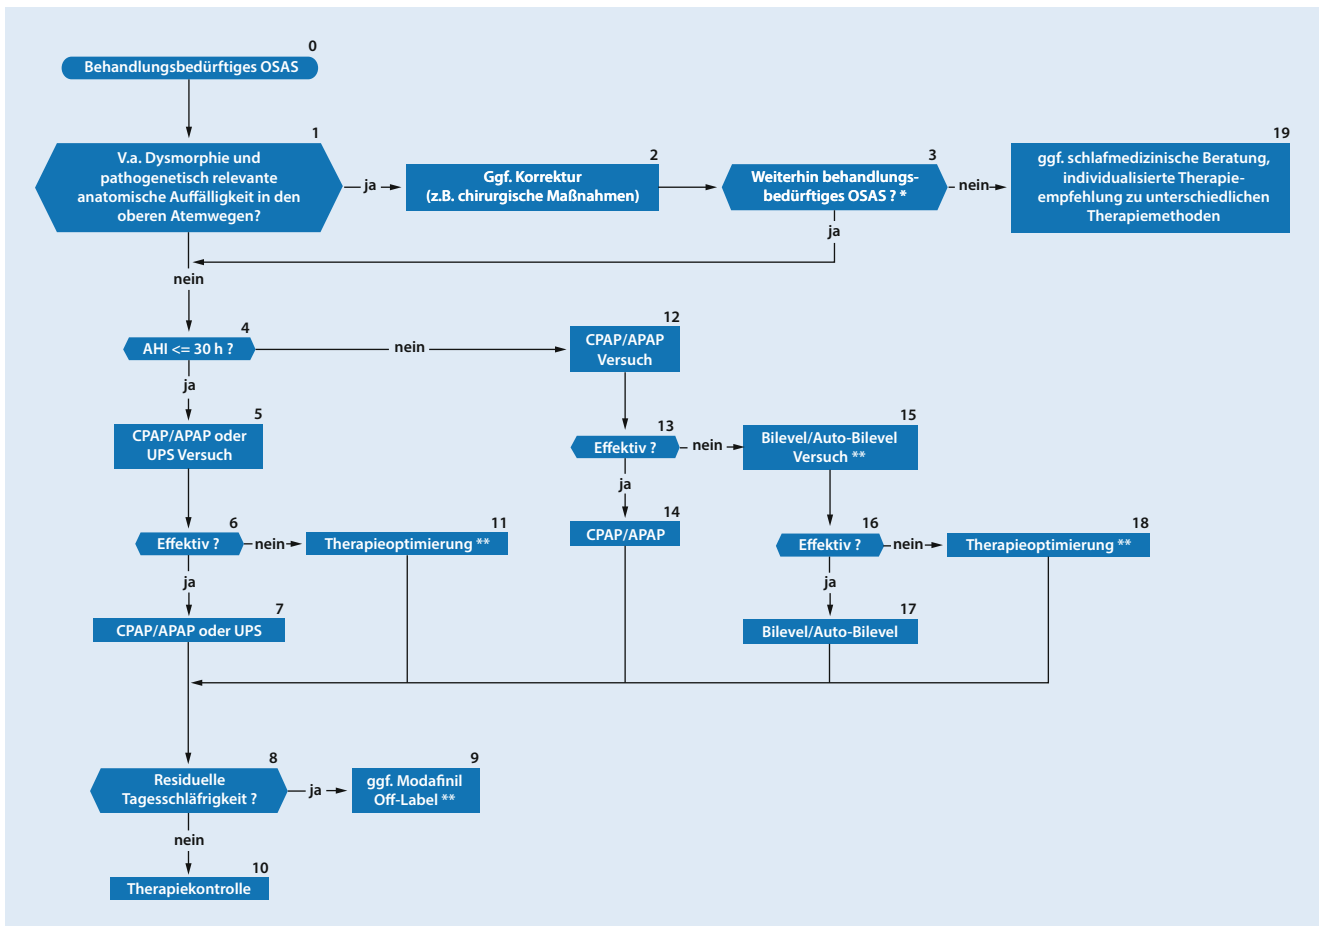 0
Behandlungsbedürftiges OSAS
1
V.a. Dysmorphie und
pathogenetisch relevante
anatomische Auffälligkeit in den
oberen Atemwegen?
ja
2
Ggf. Korrektur
(z.B. chirurgische Maßnahmen)
3
Weiterhin behandlungs-
bedürftiges OSAS ? *
nein
19
ggf. schlafmedizinische Beratung,
individualisierte Therapie-
empfehlung zu unterschiedlichen
Therapiemethoden
ja
nein
4
AHI <= 30 h ?
nein
12
CPAP/APAP
Versuch
ja
5
CPAP/APAP oder
UPS Versuch
13
Effektiv ?
nein
15
Bilevel/Auto-Bilevel
Versuch **
ja
6
Effektiv ?
nein
11
Therapieoptimierung **
14
CPAP/APAP
16
Effektiv ?
nein
18
Therapieoptimierung **
ja
ja
7
CPAP/APAP oder UPS
17
Bilevel/Auto-Bilevel
8
Residuelle
Tagesschläfrigkeit ?
ja
9
ggf. Modafinil
Off-Label **
nein
10
Therapiekontrolle